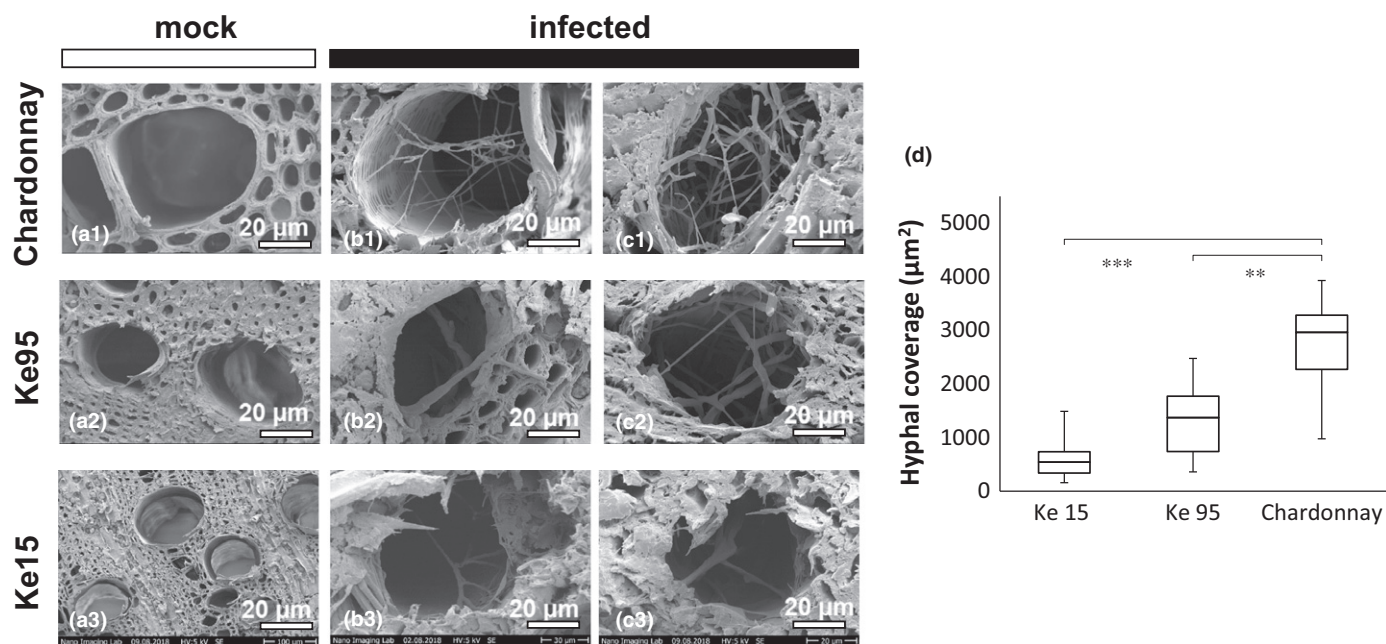 mock infected
Chardonnay
(a1) 20 µm
(b1) 20 µm
(c1) 20 µm
Ke95
(a2) 20 µm
(b2) 20 µm
(c2) 20 µm
Ke15
(a3) 20 µm
Nano Imaging Lab 09.08.2018 HV:5 kV SE 100 µm
(b3) 20 µm
Nano Imaging Lab 02.08.2018 HV:5 kV SE 30 µm
(c3) 20 µm
Nano Imaging Lab 09.08.2018 HV:5 kV SE 20 µm
(d)
Hyphal coverage (µm²)
5000
4000
3000
2000
1000
0
***
**
Ke 15 Ke 95 Chardonnay